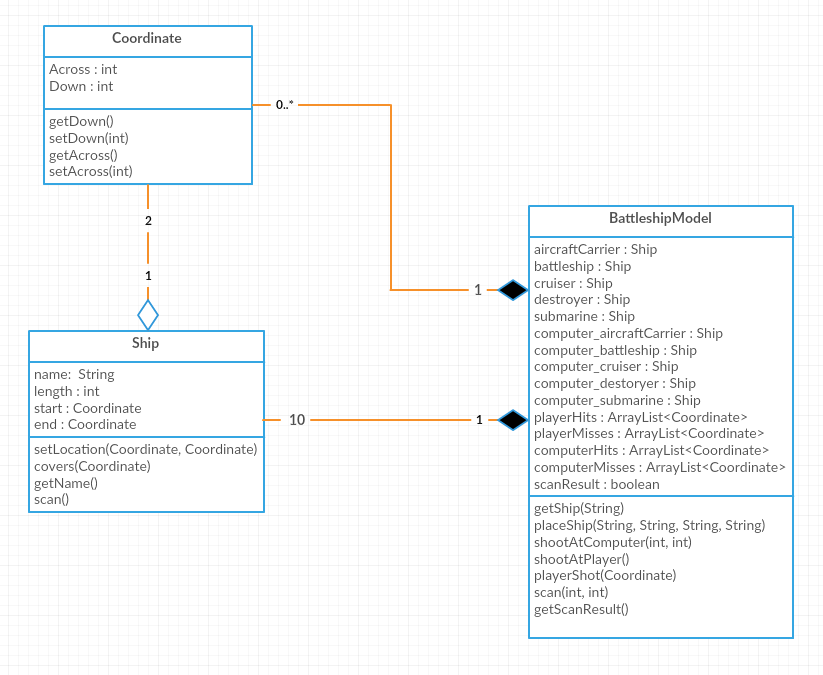 Coordinate
Across : int
Down : int
getDown()
setDown(int)
getAcross()
setAcross(int)
0..*
2
1
1
Ship
name:  String
length : int
start : Coordinate
end : Coordinate
setLocation(Coordinate, Coordinate)
covers(Coordinate)
getName()
scan()
10
1
BattleshipModel
aircraftCarrier : Ship
battleship : Ship
cruiser : Ship
destroyer : Ship
submarine : Ship
computer_aircraftCarrier : Ship
computer_battleship : Ship
computer_cruiser : Ship
computer_destoryer : Ship
computer_submarine : Ship
playerHits : ArrayList<Coordinate>
playerMisses : ArrayList<Coordinate>
computerHits : ArrayList<Coordinate>
computerMisses : ArrayList<Coordinate>
scanResult : boolean
getShip(String)
placeShip(String, String, String, String)
shootAtComputer(int, int)
shootAtPlayer()
playerShot(Coordinate)
scan(int, int)
getScanResult()